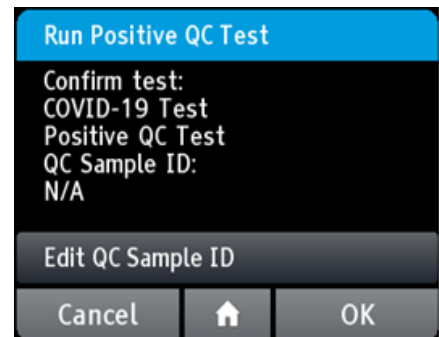 Run Positive QC Test
Confirm test:
COVID-19 Test
Positive QC Test
QC Sample ID:
N/A
Edit QC Sample ID
Cancel
OK